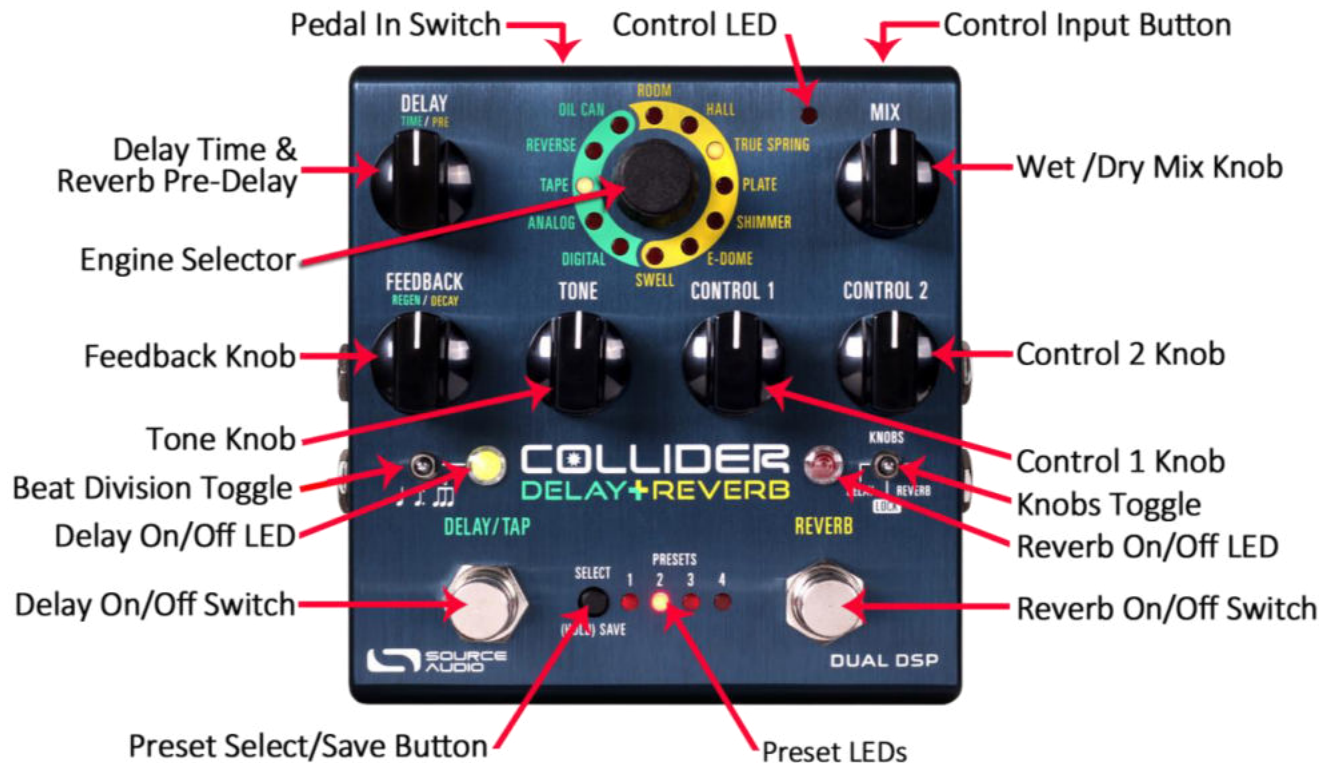 Pedal In Switch
Control LED
Control Input Button
DELAY
TIME / PRE
OIL CAN
ROOM
HALL
MIX
Delay Time &
Reverb Pre-Delay
REVERSE
TRUE SPRING
Wet /Dry Mix Knob
TAPE
PLATE
ANALOG
SHIMMER
Engine Selector
DIGITAL
E-DOME
SWELL
FEEDBACK
REGEN / DECAY
TONE
CONTROL 1
CONTROL 2
Feedback Knob
Control 2 Knob
Tone Knob
KNOBS
Control 1 Knob
Beat Division Toggle
COLLIDER
DELAY+REVERB
DELAY
REVERB
LOCK
Knobs Toggle
Delay On/Off LED
DELAY/TAP
REVERB
Reverb On/Off LED
SELECT
PRESETS
1 2 3 4
Delay On/Off Switch
Reverb On/Off Switch
(HOLD) SAVE
SOURCE
AUDIO
DUAL DSP
Preset Select/Save Button
Preset LEDs